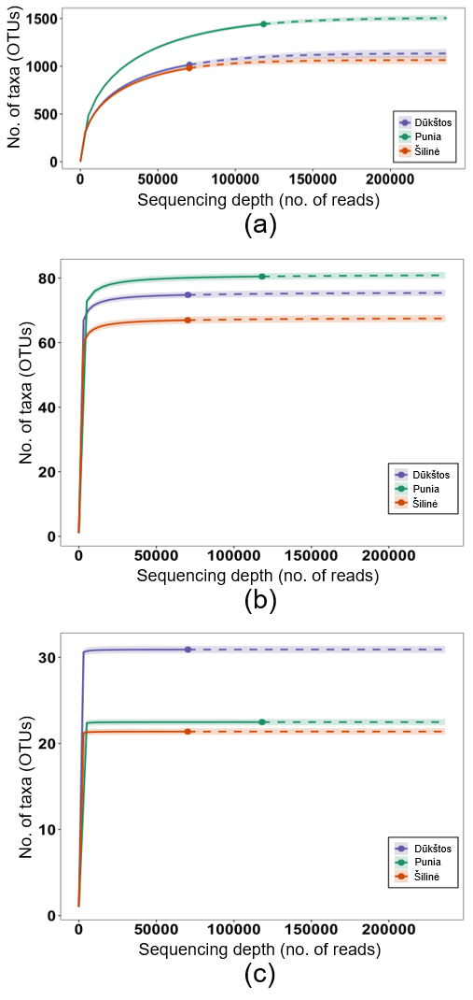 No. of taxa (OTUs)
1500
1000
500
0
0 50000 100000 150000 200000
Sequencing depth (no. of reads)
Dūkštos
Punia
Šilinė
(a)
No. of taxa (OTUs)
80
60
40
20
0
0 50000 100000 150000 200000
Sequencing depth (no. of reads)
Dūkštos
Punia
Šilinė
(b)
No. of taxa (OTUs)
30
20
10
0
0 50000 100000 150000 200000
Sequencing depth (no. of reads)
Dūkštos
Punia
Šilinė
(c)